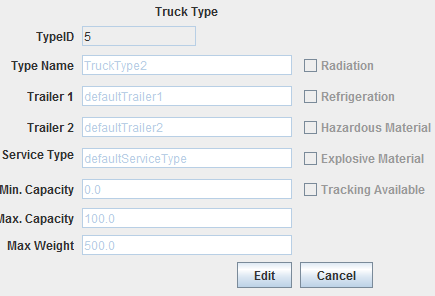 Truck Type
TypeID 5
Type Name TruckType2 Radiation
Trailer 1 defaultTrailer1 Refrigeration
Trailer 2 defaultTrailer2 Hazardous Material
Service Type defaultServiceType Explosive Material
Min. Capacity 0.0 Tracking Available
Max. Capacity 100.0
Max Weight 500.0
Edit Cancel